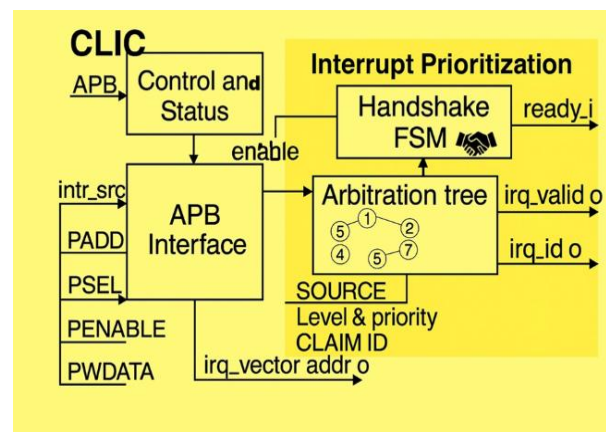 CLIC
APB
Control and
Status
Interrupt Prioritization
Handshake
FSM
ready_i
enable
intr_src
PADD
PSEL
PENABLE
PWDATA
APB
Interface
Arbitration tree
1
5
2
4
5
7
irq_valid o
irq_id o
SOURCE
Level & priority
CLAIM ID
irq_vector addr o